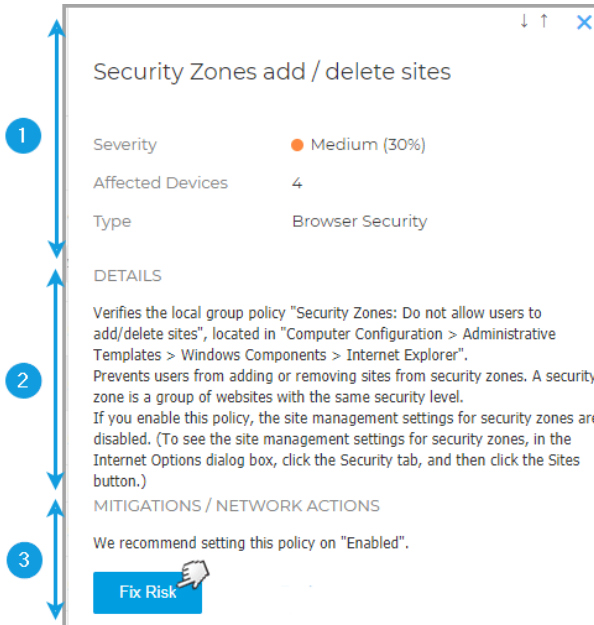 Security Zones add / delete sites
1
Severity Medium (30%)
Affected Devices 4
Type Browser Security
DETAILS
Verifies the local group policy "Security Zones: Do not allow users to
add/delete sites", located in "Computer Configuration > Administrative
Templates > Windows Components > Internet Explorer".
Prevents users from adding or removing sites from security zones. A security
2
zone is a group of websites with the same security level.
If you enable this policy, the site management settings for security zones are
disabled. (To see the site management settings for security zones, in the
Internet Options dialog box, click the Security tab, and then click the Sites
button.)
MITIGATIONS / NETWORK ACTIONS
We recommend setting this policy on "Enabled".
3
Fix Risk